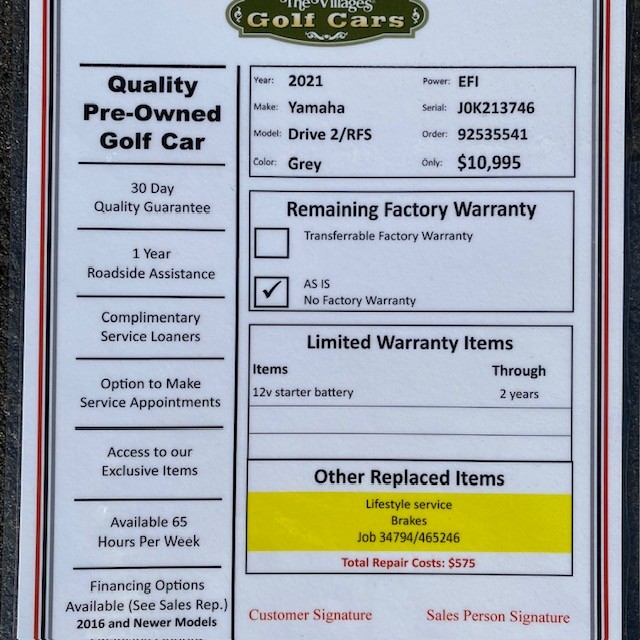 The Villages
Golf Cars
Quality
Pre-Owned
Golf Car
30 Day
Quality Guarantee
1 Year
Roadside Assistance
Complimentary
Service Loaners
Option to Make
Service Appointments
Access to our
Exclusive Items
Available 65
Hours Per Week
Financing Options
Available (See Sales Rep.)
2016 and Newer Models
Year: 2021 Power: EFI
Make: Yamaha Serial: J0K213746
Model: Drive 2/RFS Order: 92535541
Color: Grey Only: $10,995
Remaining Factory Warranty
Transferrable Factory Warranty
AS IS
No Factory Warranty
Limited Warranty Items
Items Through
12v starter battery 2 years
Other Replaced Items
Lifestyle service
Brakes
Job 34794/465246
Total Repair Costs: $575
Customer Signature Sales Person Signature